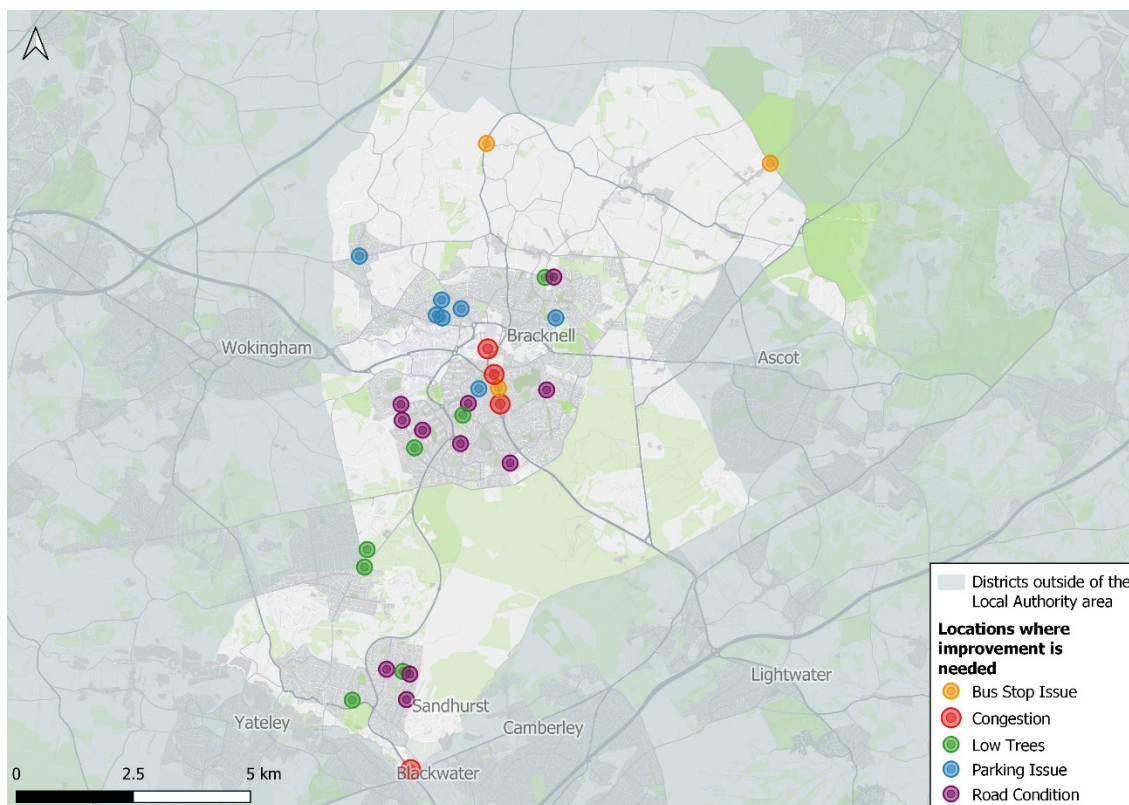 Bracknell
Wokingham
Ascot
Districts outside of the
Local Authority area
Locations where
improvement is
needed
Bus Stop Issue
Congestion
Low Trees
Parking Issue
Road Condition
Lightwater
Sandhurst
Yateley
Camberley
Blackwater
0 2.5 5 km